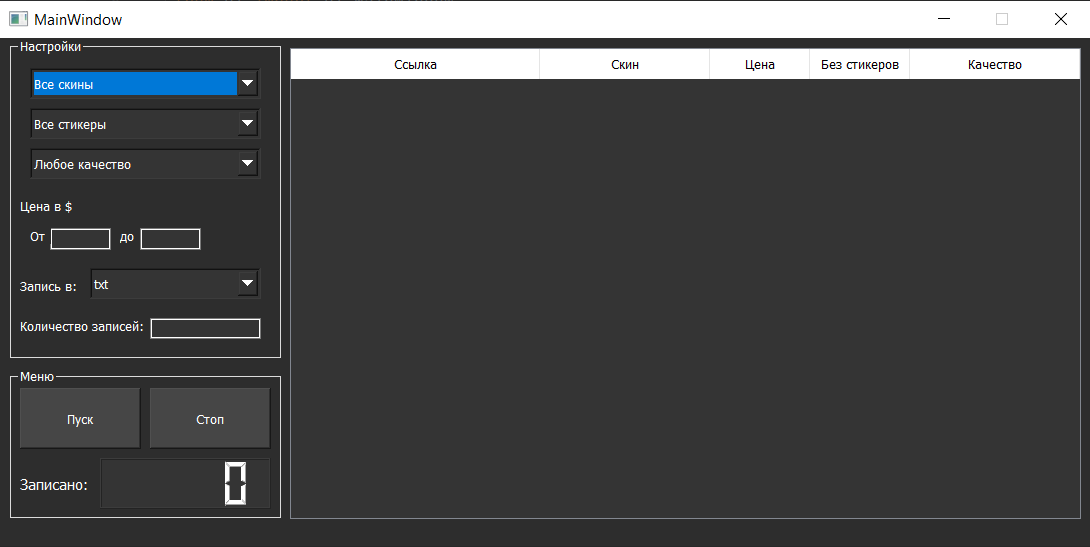 MainWindow
Настройки
Все скины
Все стикеры
Любое качество
Цена в $
От до
Запись в: txt
Количество записей:
Меню
Пуск Стоп
Записано: 0
Ссылка Скин Цена Без стикеров Качество